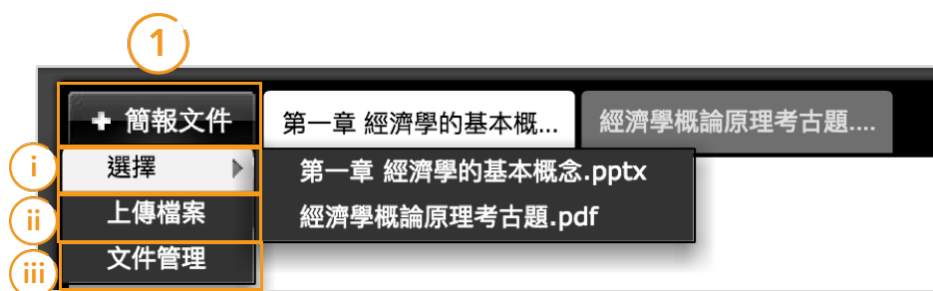 1
+ 簡報文件
第一章 經濟學的基本概...
經濟學概論原理考古題....
i
選擇
第一章 經濟學的基本概念.pptx
ii
上傳檔案
經濟學概論原理考古題.pdf
iii
文件管理